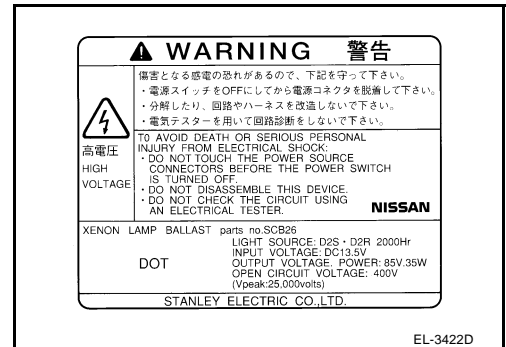 WARNING 警告
傷害となる感電の恐れがあるので、下記を守って下さい。
・電源スイッチをOFFにしてから電源コネクタを脱着して下さい。
・分解したり、回路やハーネスを改造しないで下さい。
・電気テスターを用いて回路診断をしないで下さい。
高電圧
HIGH
VOLTAGE
TO AVOID DEATH OR SERIOUS PERSONAL
INJURY FROM ELECTRICAL SHOCK:
・DO NOT TOUCH THE POWER SOURCE
CONNECTORS BEFORE THE POWER SWITCH
IS TURNED OFF.
・DO NOT DISASSEMBLE THIS DEVICE.
・DO NOT CHECK THE CIRCUIT USING
AN ELECTRICAL TESTER.
NISSAN
XENON LAMP BALLAST parts no.SCB26
LIGHT SOURCE: D2S・D2R 2000Hr
INPUT VOLTAGE: DC13.5V
DOT
OUTPUT VOLTAGE. POWER: 85V.35W
OPEN CIRCUIT VOLTAGE: 400V
(Vpeak:25,000volts)
STANLEY ELECTRIC CO.,LTD.
EL-3422D